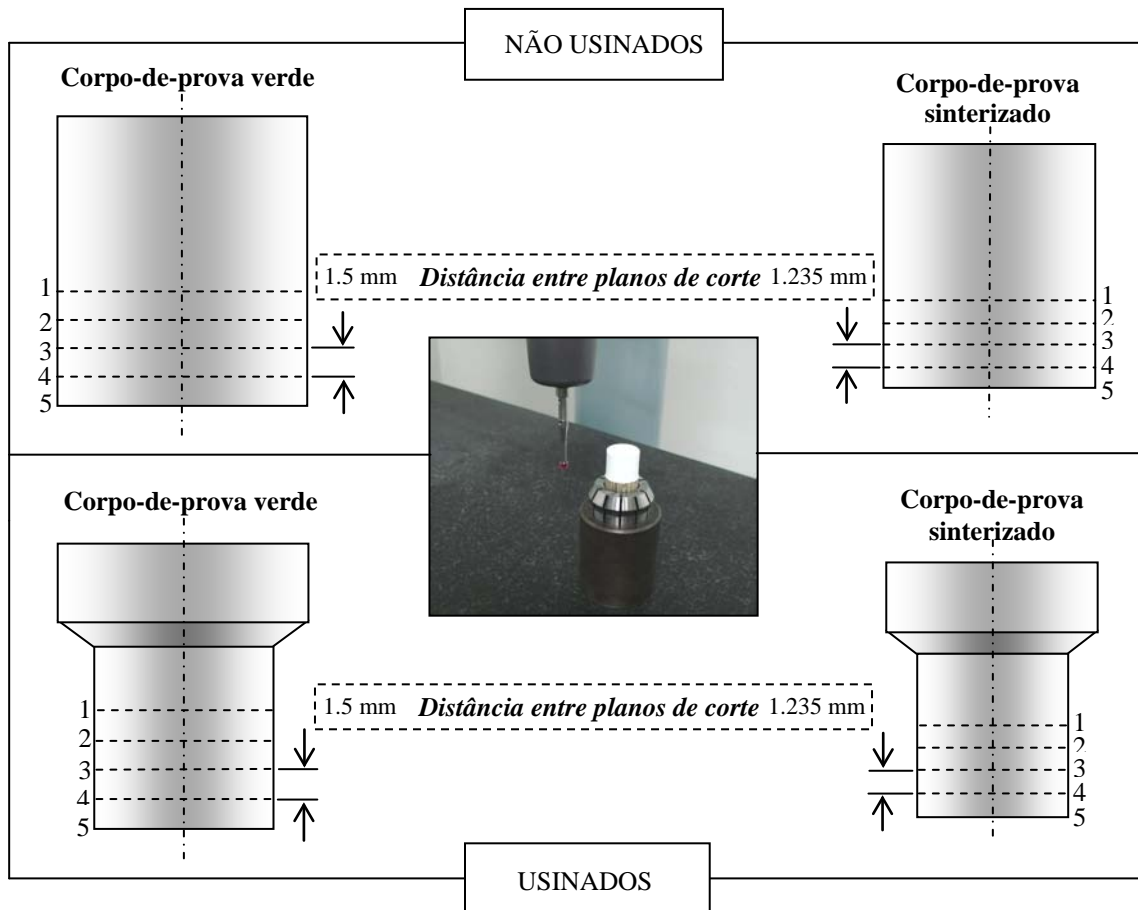 NÃO USINADOS
Corpo-de-prova verde
Corpo-de-prova
sinterizado
1.5 mm Distância entre planos de corte 1.235 mm
1
2
3
4
5
1
2
3
4
5
Corpo-de-prova verde
Corpo-de-prova
sinterizado
1.5 mm Distância entre planos de corte 1.235 mm
1
2
3
4
5
1
2
3
4
5
USINADOS